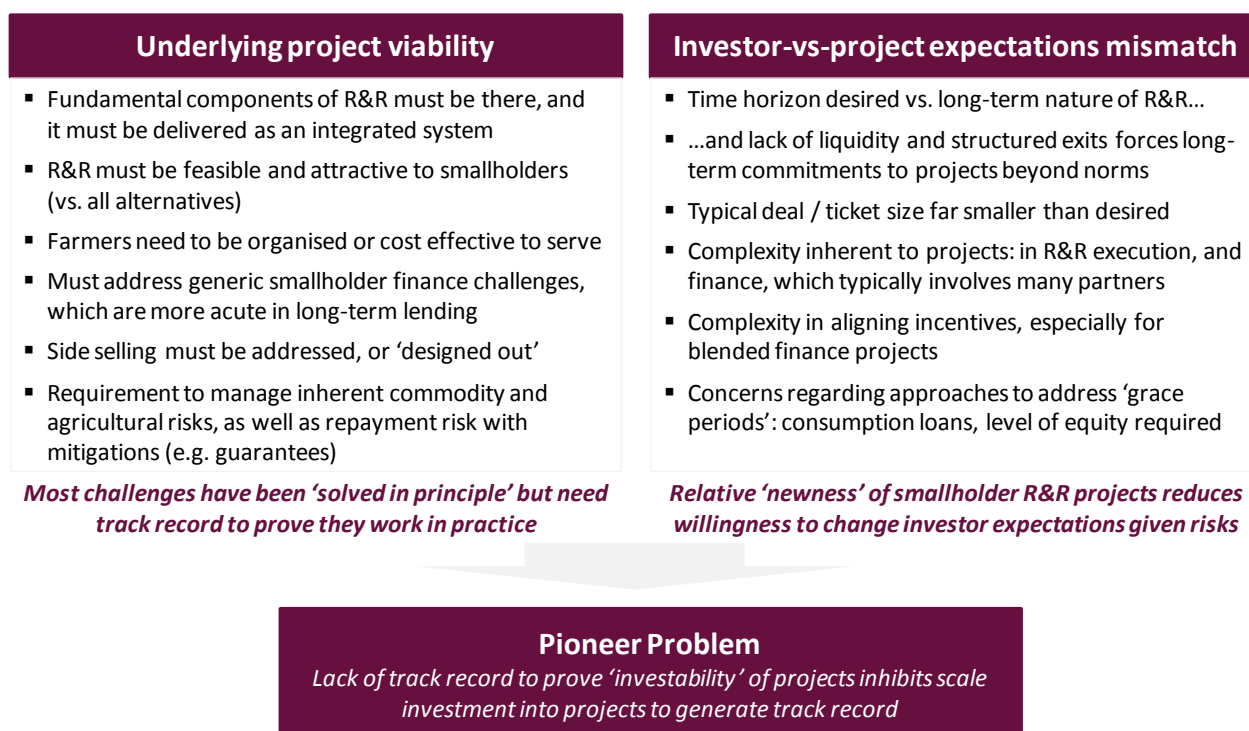 Underlying project viability
▪ Fundamental components of R&R must be there, and
it must be delivered as an integrated system
▪ R&R must be feasible and attractive to smallholders
(vs. all alternatives)
▪ Farmers need to be organised or cost effective to serve
▪ Must address generic smallholder finance challenges,
which are more acute in long-term lending
▪ Side selling must be addressed, or ‘designed out’
▪ Requirement to manage inherent commodity and
agricultural risks, as well as repayment risk with
mitigations (e.g. guarantees)
Most challenges have been ‘solved in principle’ but need
track record to prove they work in practice
Investor-vs-project expectations mismatch
▪ Time horizon desired vs. long-term nature of R&R…
▪ …and lack of liquidity and structured exits forces long-
term commitments to projects beyond norms
▪ Typical deal / ticket size far smaller than desired
▪ Complexity inherent to projects: in R&R execution, and
finance, which typically involves many partners
▪ Complexity in aligning incentives, especially for
blended finance projects
▪ Concerns regarding approaches to address ‘grace
periods’: consumption loans, level of equity required
Relative ‘newness’ of smallholder R&R projects reduces
willingness to change investor expectations given risks
Pioneer Problem
Lack of track record to prove ‘investability’ of projects inhibits scale
investment into projects to generate track record